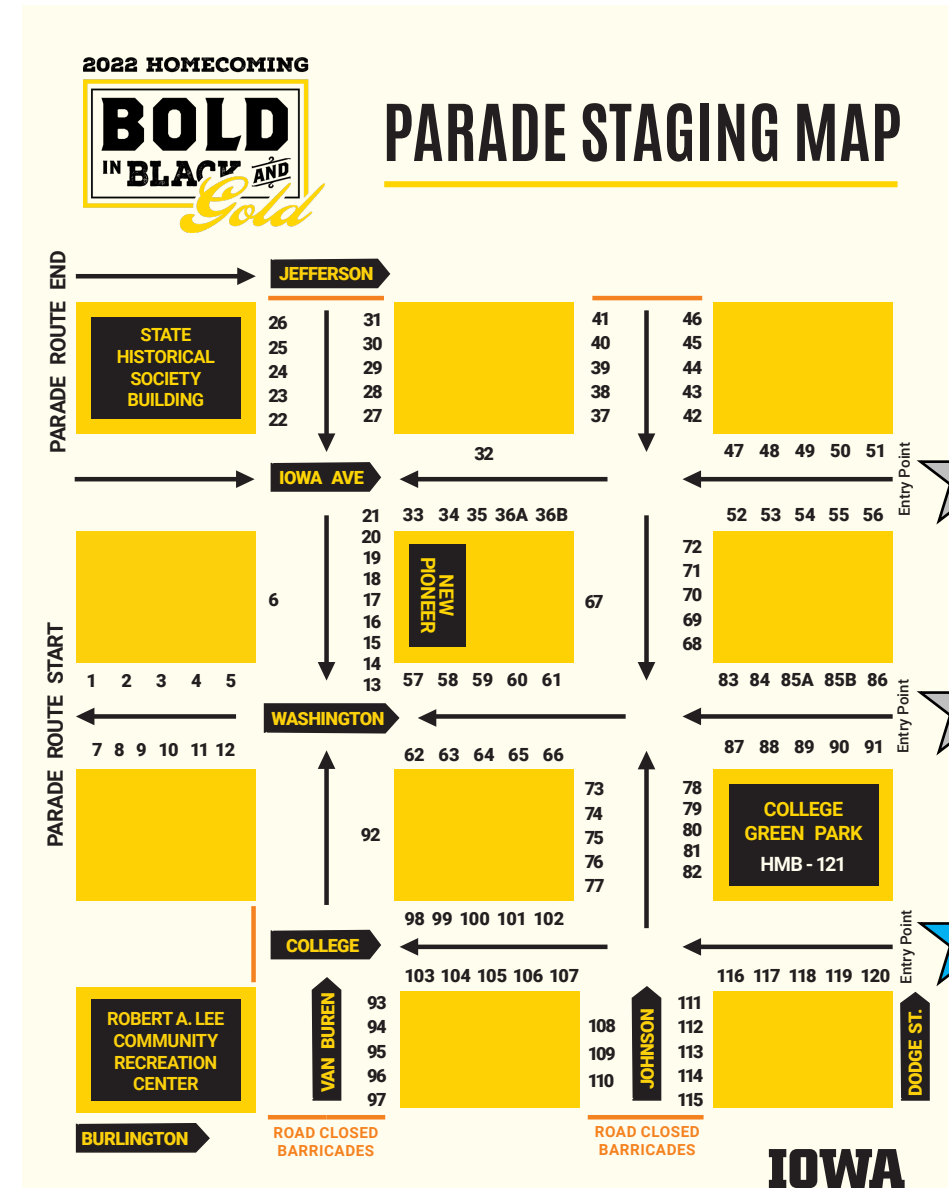 2022 HOMECOMING
BOLD
IN BLACK AND
Gold
PARADE STAGING MAP
PARADE ROUTE END
JEFFERSON
STATE
HISTORICAL
SOCIETY
BUILDING
26
25
24
23
22
31
30
29
28
27
41
40
39
38
37
46
45
44
43
42
32
47 48 49 50 51
Entry Point
IOWA AVE
33 34 35 36A 36B
52 53 54 55 56
21
20
19
18
17
16
15
14
13
6
NEW
PIONEER
67
72
71
70
69
68
PARADE ROUTE START
1 2 3 4 5
57 58 59 60 61
83 84 85A 85B 86
Entry Point
WASHINGTON
7 8 9 10 11 12
62 63 64 65 66
87 88 89 90 91
92
73
74
75
76
77
78
79
80
81
82
COLLEGE
GREEN PARK
HMB - 121
98 99 100 101 102
Entry Point
COLLEGE
103 104 105 106 107
116 117 118 119 120
ROBERT A. LEE
COMMUNITY
RECREATION
CENTER
VAN BUREN
93
94
95
96
97
108
109
110
JOHNSON
111
112
113
114
115
DODGE ST.
BURLINGTON
ROAD CLOSED
BARRICADES
ROAD CLOSED
BARRICADES
IOWA